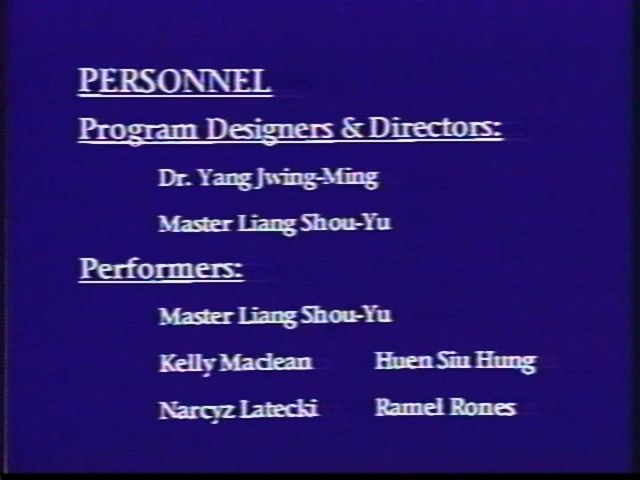 PERSONNEL
Program Designers & Directors:
Dr. Yang Jwing-Ming
Master Liang Shou-Yu
Performers:
Master Liang Shou-Yu
Kelly Maclean Huen Siu Hung
Narcyz Latecki Ramel Rones